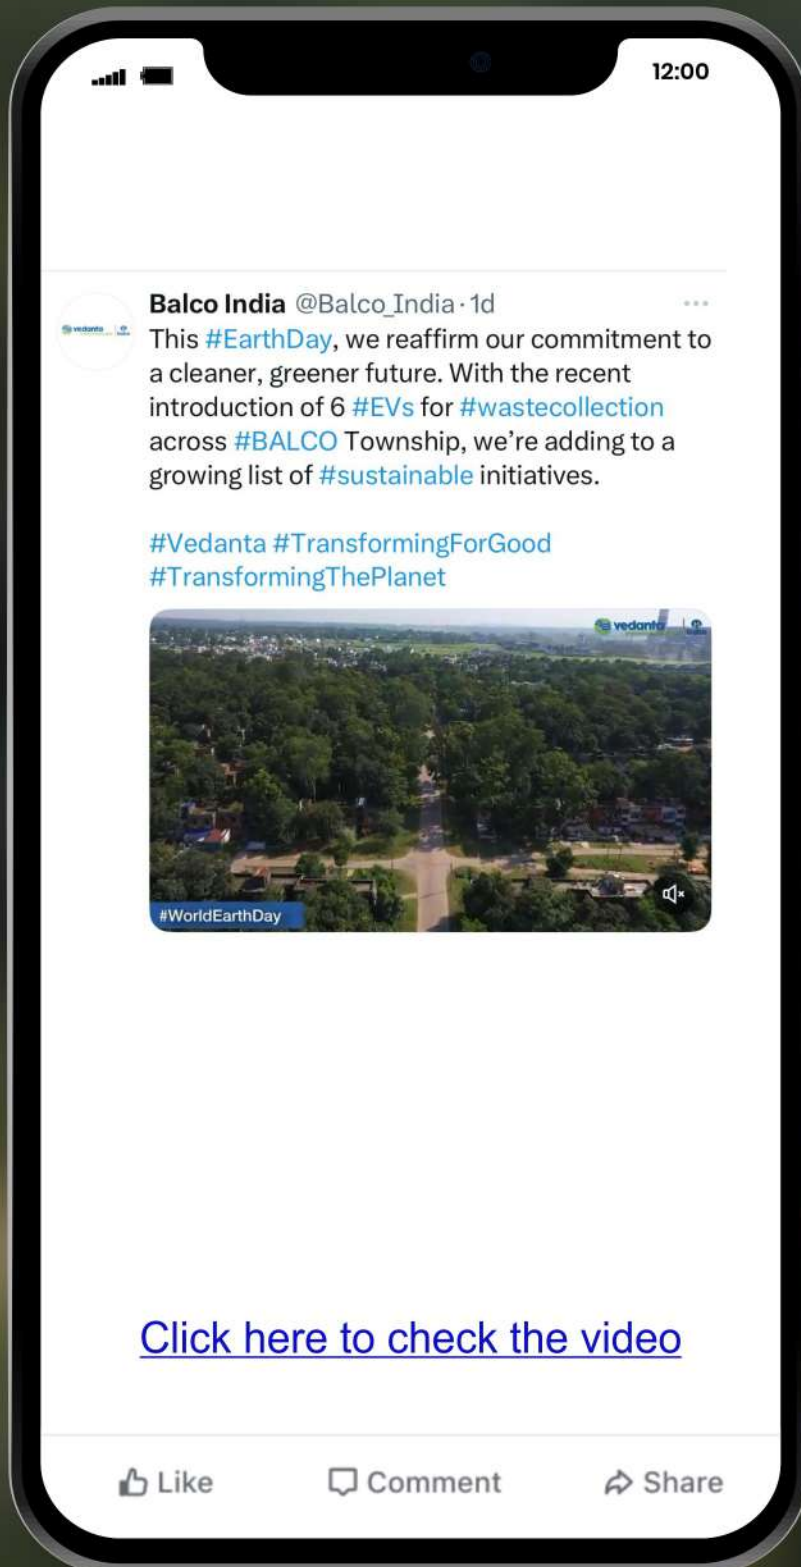 12:00
Balco India @Balco_India · 1d
This #EarthDay, we reaffirm our commitment to
a cleaner, greener future. With the recent
introduction of 6 #EVs for #wastecollection
across #BALCO Township, we’re adding to a
growing list of #sustainable initiatives.
#Vedanta #TransformingForGood
#TransformingThePlanet
vedanta
vedanta
#WorldEarthDay
Click here to check the video
Like
Comment
Share